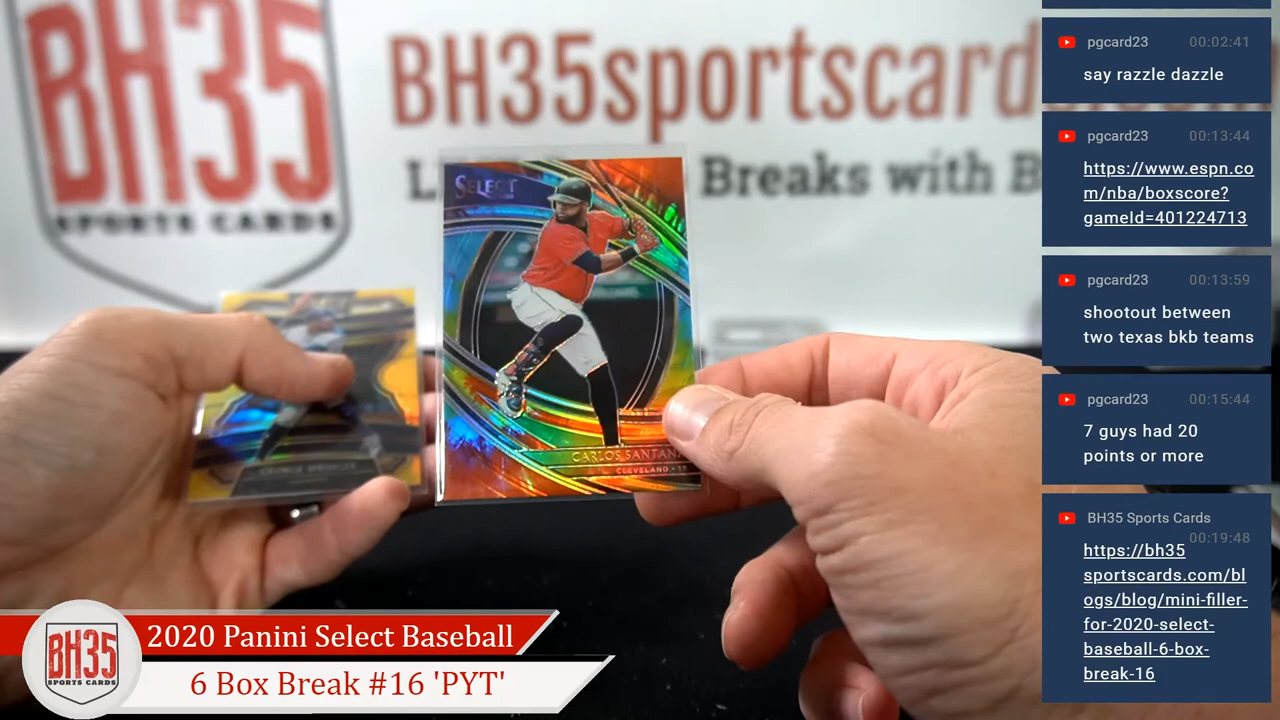 BH35
SPORTS CARDS
BH35sportscards
Breaks with B
SELECT
CARLOS SANTANA
CLEVELAND • 1B
pgcard23 00:02:41
say razzle dazzle
pgcard23 00:13:44
https://www.espn.co
m/nba/boxscore?
gameId=401224713
pgcard23 00:13:59
shootout between
two texas bkb teams
pgcard23 00:15:44
7 guys had 20
points or more
BH35 Sports Cards
00:19:48
https://bh35
sportscards.com/bl
ogs/blog/mini-filler-
for-2020-select-
baseball-6-box-
break-16
BH35
SPORTS CARDS
2020 Panini Select Baseball
6 Box Break #16 'PYT'